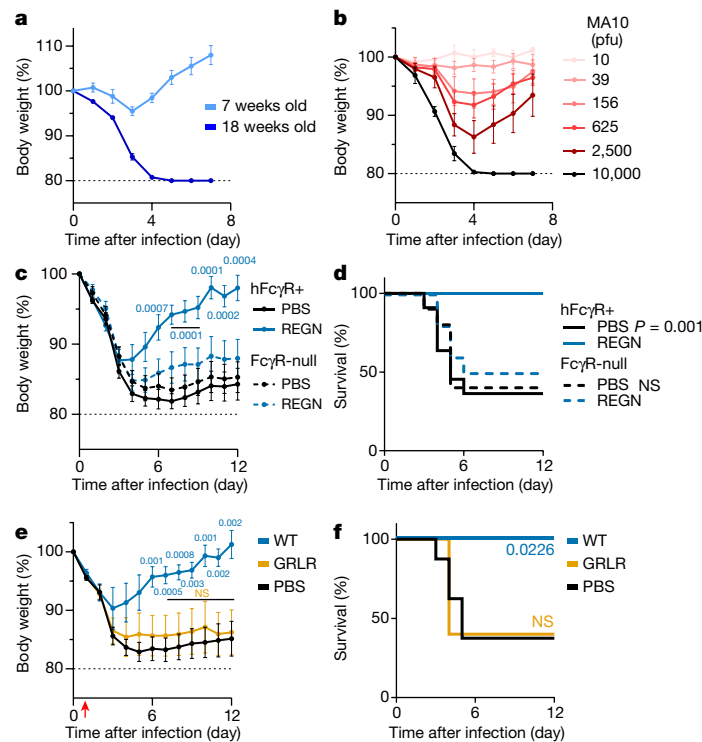 a
Body weight (%)
110
100
90
80
0
4
8
Time after infection (day)
7 weeks old
18 weeks old
b
Body weight (%)
100
90
80
0
4
8
Time after infection (day)
MA10
(pfu)
10
39
156
625
2,500
10,000
c
Body weight (%)
100
90
80
0
6
12
Time after infection (day)
0.0007
0.0001
0.0001
0.0002
0.0004
hFcγR+
PBS
REGN
FcγR-null
PBS
REGN
d
Survival (%)
100
50
0
0
6
12
Time after infection (day)
hFcγR+
PBS P = 0.001
REGN
FcγR-null
PBS NS
REGN
e
Body weight (%)
100
90
80
0
6
12
Time after infection (day)
0.001
0.0005
0.0008
0.003
0.001
0.002
0.002
NS
WT
GRLR
PBS
f
Survival (%)
100
50
0
0
6
12
Time after infection (day)
0.0226
NS
WT
GRLR
PBS